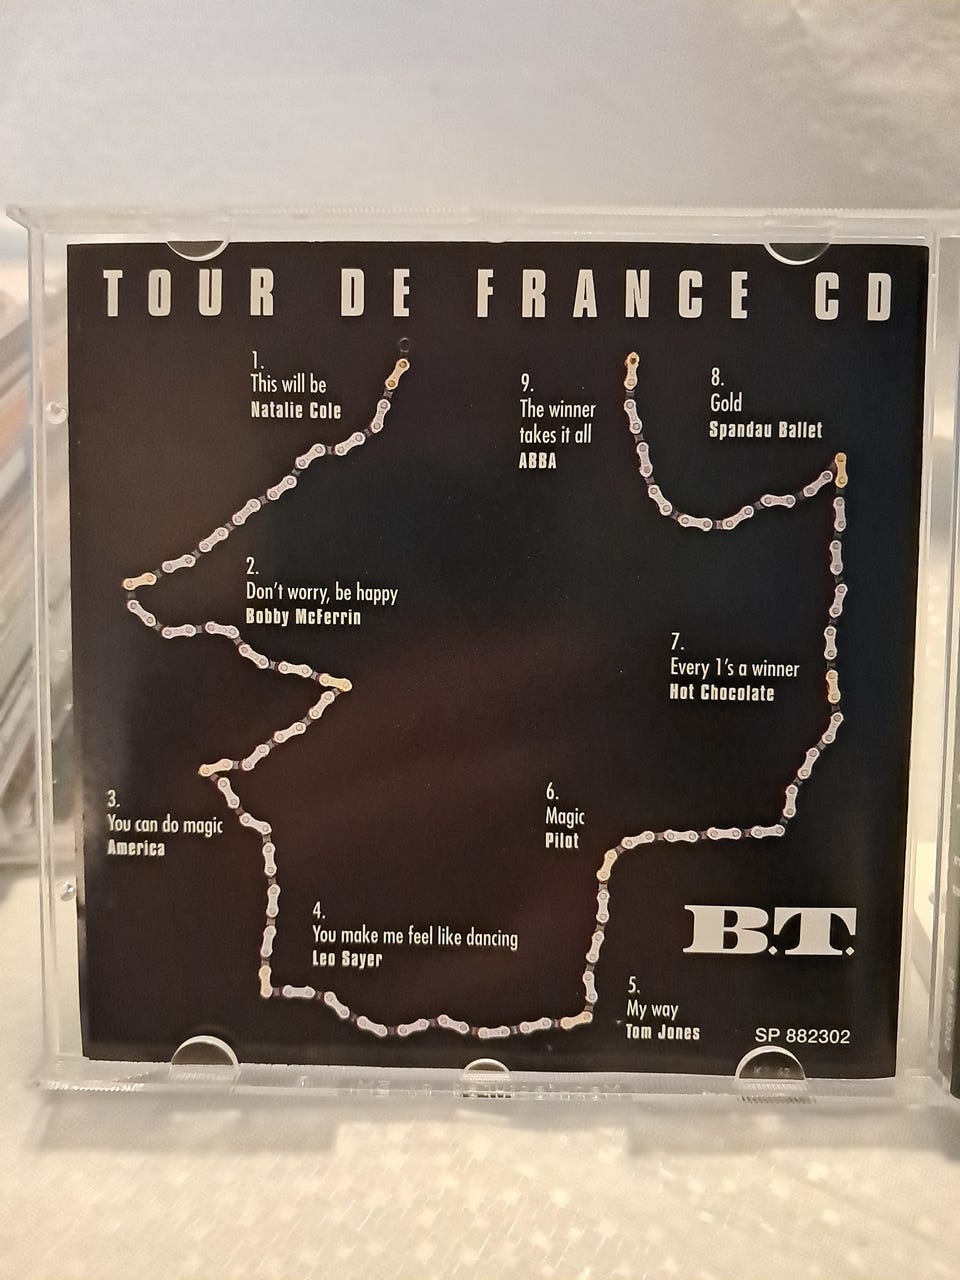 TOUR DE FRANCE CD
1.
This will be
Natalie Cole
2.
Don't worry, be happy
Bobby McFerrin
3.
You can do magic
America
4.
You make me feel like dancing
Leo Sayer
5.
My way
Tom Jones
6.
Magic
Pilot
7.
Every 1's a winner
Hot Chocolate
8.
Gold
Spandau Ballet
9.
The winner
takes it all
ABBA
B.T.
SP 882302